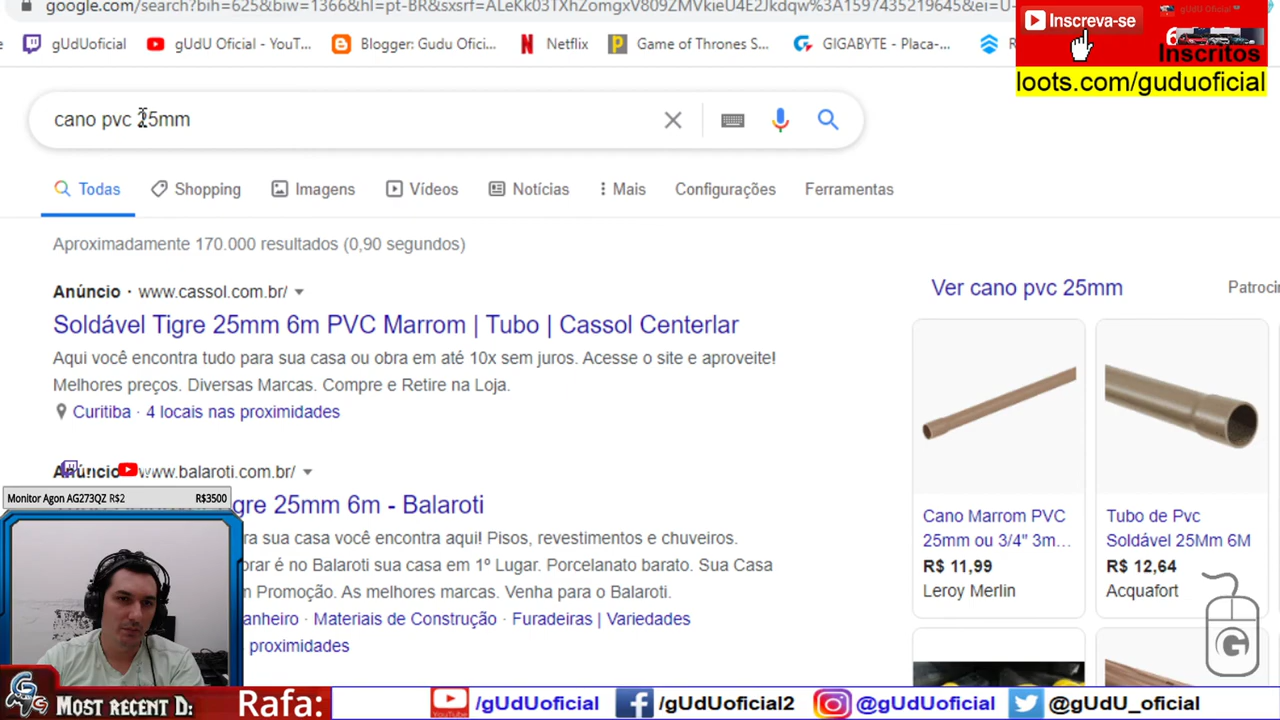 google.com/search?bih=625&biw=1366&hl=pt-BR&sxsrf=ALeKk03TXhZomgxV809ZMVkieU4E2Jkdqw%3A1597435219645&ei=U-
Inscreva-se
Inscritos
loots.com/guduoficial
gUdUoficial
gUdU Oficial - YouT...
Blogger: Gudu Ofici...
Netflix
Game of Thrones S...
GIGABYTE - Placa-...
cano pvc 25mm
Todas
Shopping
Imagens
Vídeos
Notícias
Mais
Configurações
Ferramentas
Aproximadamente 170.000 resultados (0,90 segundos)
Anúncio · www.cassol.com.br/
Soldável Tigre 25mm 6m PVC Marrom | Tubo | Cassol Centerlar
Aqui você encontra tudo para sua casa ou obra em até 10x sem juros. Acesse o site e aproveite!
Melhores preços. Diversas Marcas. Compre e Retire na Loja.
Curitiba · 4 locais nas proximidades
Anúncio · www.balaroti.com.br/
gre 25mm 6m - Balaroti
ra sua casa você encontra aqui! Pisos, revestimentos e chuveiros.
orar é no Balaroti sua casa em 1º Lugar. Porcelanato barato. Sua Casa
m Promoção. As melhores marcas. Venha para o Balaroti.
anheiro · Materiais de Construção · Furadeiras | Variedades
proximidades
Ver cano pvc 25mm
Patrocin
Cano Marrom PVC
25mm ou 3/4" 3m...
R$ 11,99
Leroy Merlin
Tubo de Pvc
Soldável 25Mm 6M
R$ 12,64
Acquafort
Monitor Agon AG273QZ R$2
R$3500
Most recent D:
Rafa:
/gUdUoficial
/gUdUoficial2
@gUdUoficial
@gUdU_oficial